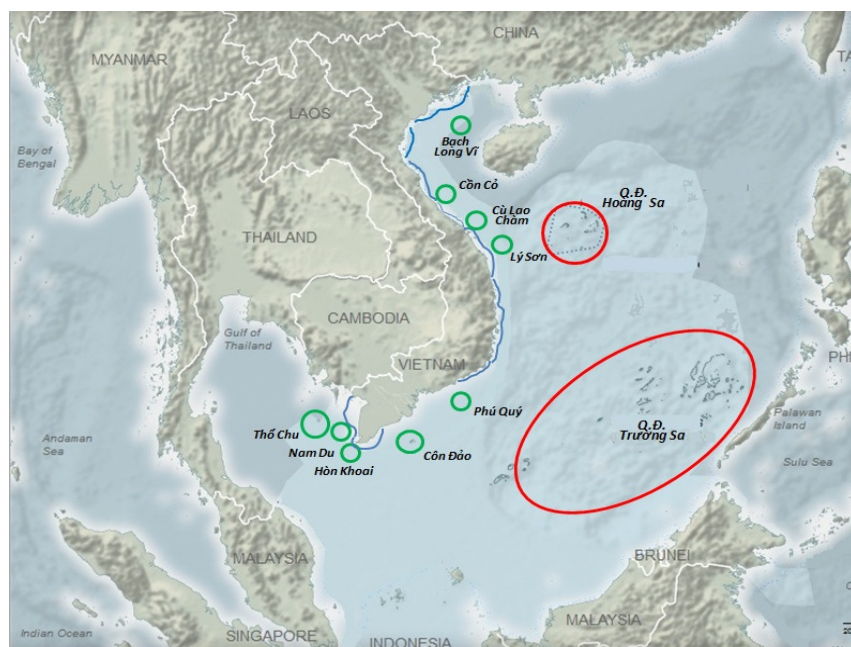 CHINA
MYANMAR
TA
LAOS
Bay of
Bengal
Bạch
Long Vĩ
Cồn Cỏ
Q.Đ.
Hoàng Sa
Cù Lao
Chàm
THAILAND
Lý Sơn
CAMBODIA
Gulf of
Thailand
VIETNAM
PHI
Phú Quý
Palawan
Island
Q.Đ.
Trường Sa
Thổ Chu
Andaman
Sea
Nam Du
Côn Đảo
Sulu Sea
Hòn Khoai
MALAYSIA
BRUNEI
MALAYSIA
Indian Ocean
SINGAPORE
INDONESIA